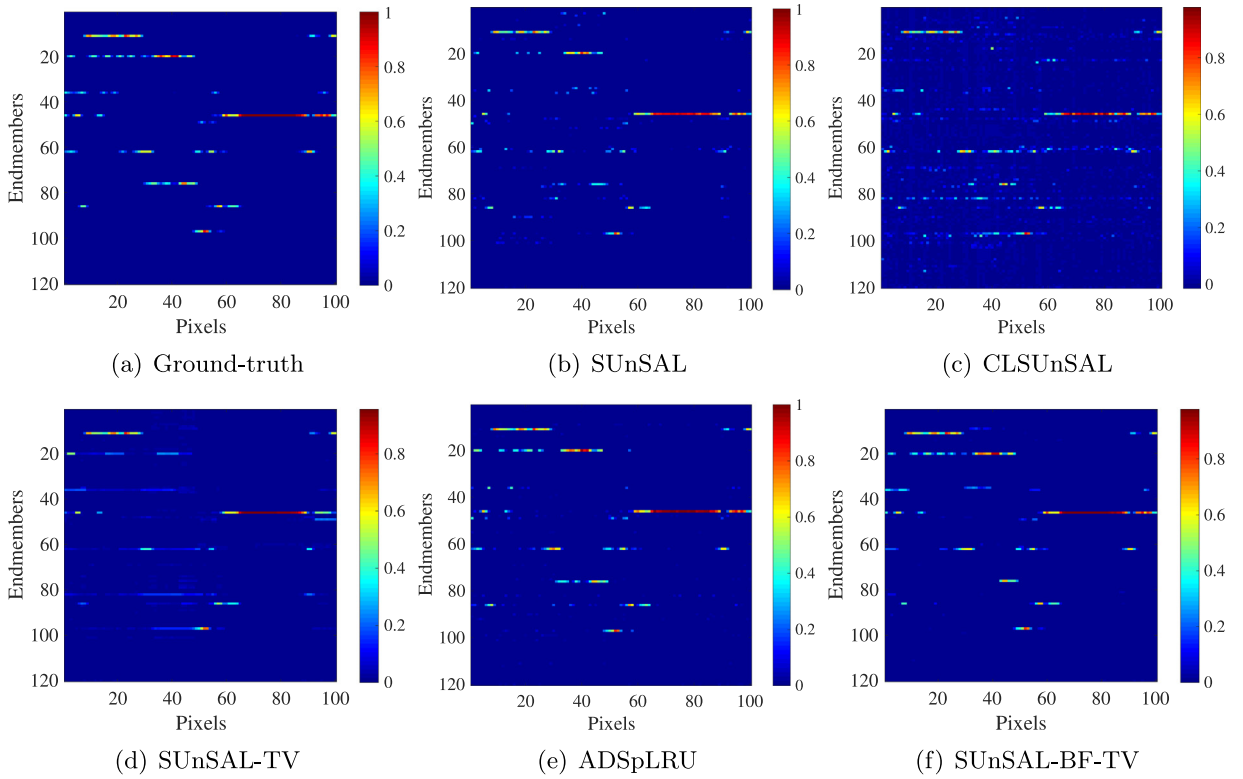 Endmembers
20
40
60
80
100
120
20 40 60 80 100
Pixels
1
0.8
0.6
0.4
0.2
0
(a) Ground-truth
Endmembers
20
40
60
80
100
120
20 40 60 80 100
Pixels
1
0.8
0.6
0.4
0.2
0
(b) SUnSAL
Endmembers
20
40
60
80
100
120
20 40 60 80 100
Pixels
0.8
0.6
0.4
0.2
0
(c) CLSUnSAL
Endmembers
20
40
60
80
100
120
20 40 60 80 100
Pixels
0.8
0.6
0.4
0.2
0
(d) SUnSAL-TV
Endmembers
20
40
60
80
100
120
20 40 60 80 100
Pixels
1
0.8
0.6
0.4
0.2
0
(e) ADSpLRU
Endmembers
20
40
60
80
100
120
20 40 60 80 100
Pixels
0.8
0.6
0.4
0.2
0
(f) SUnSAL-BF-TV